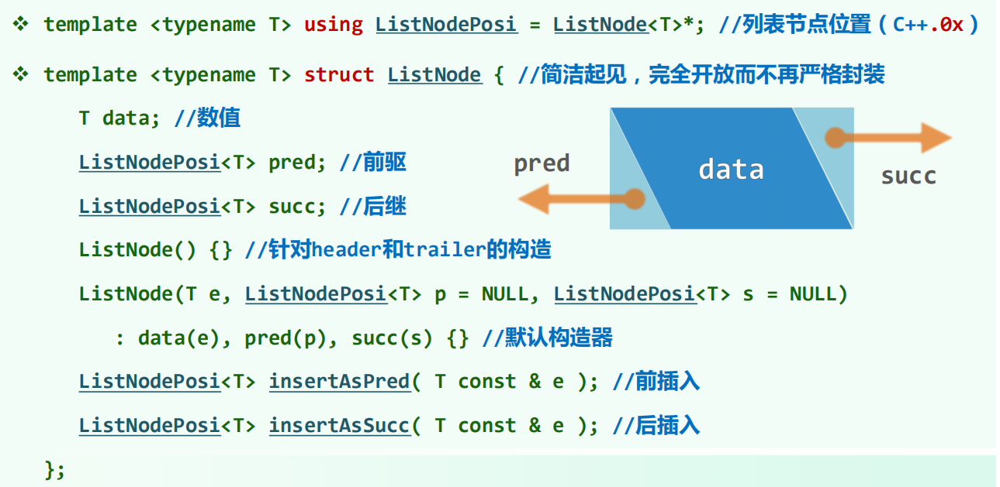 ❖ template <typename T> using ListNodePosi = ListNode<T>*; //列表节点位置（C++.0x）
❖ template <typename T> struct ListNode { //简洁起见，完全开放而不再严格封装
T data; //数值
ListNodePosi<T> pred; //前驱
ListNodePosi<T> succ; //后继
ListNode() {} //针对header和trailer的构造
ListNode(T e, ListNodePosi<T> p = NULL, ListNodePosi<T> s = NULL)
: data(e), pred(p), succ(s) {} //默认构造器
ListNodePosi<T> insertAsPred( T const & e ); //前插入
ListNodePosi<T> insertAsSucc( T const & e ); //后插入
};
pred
data
succ